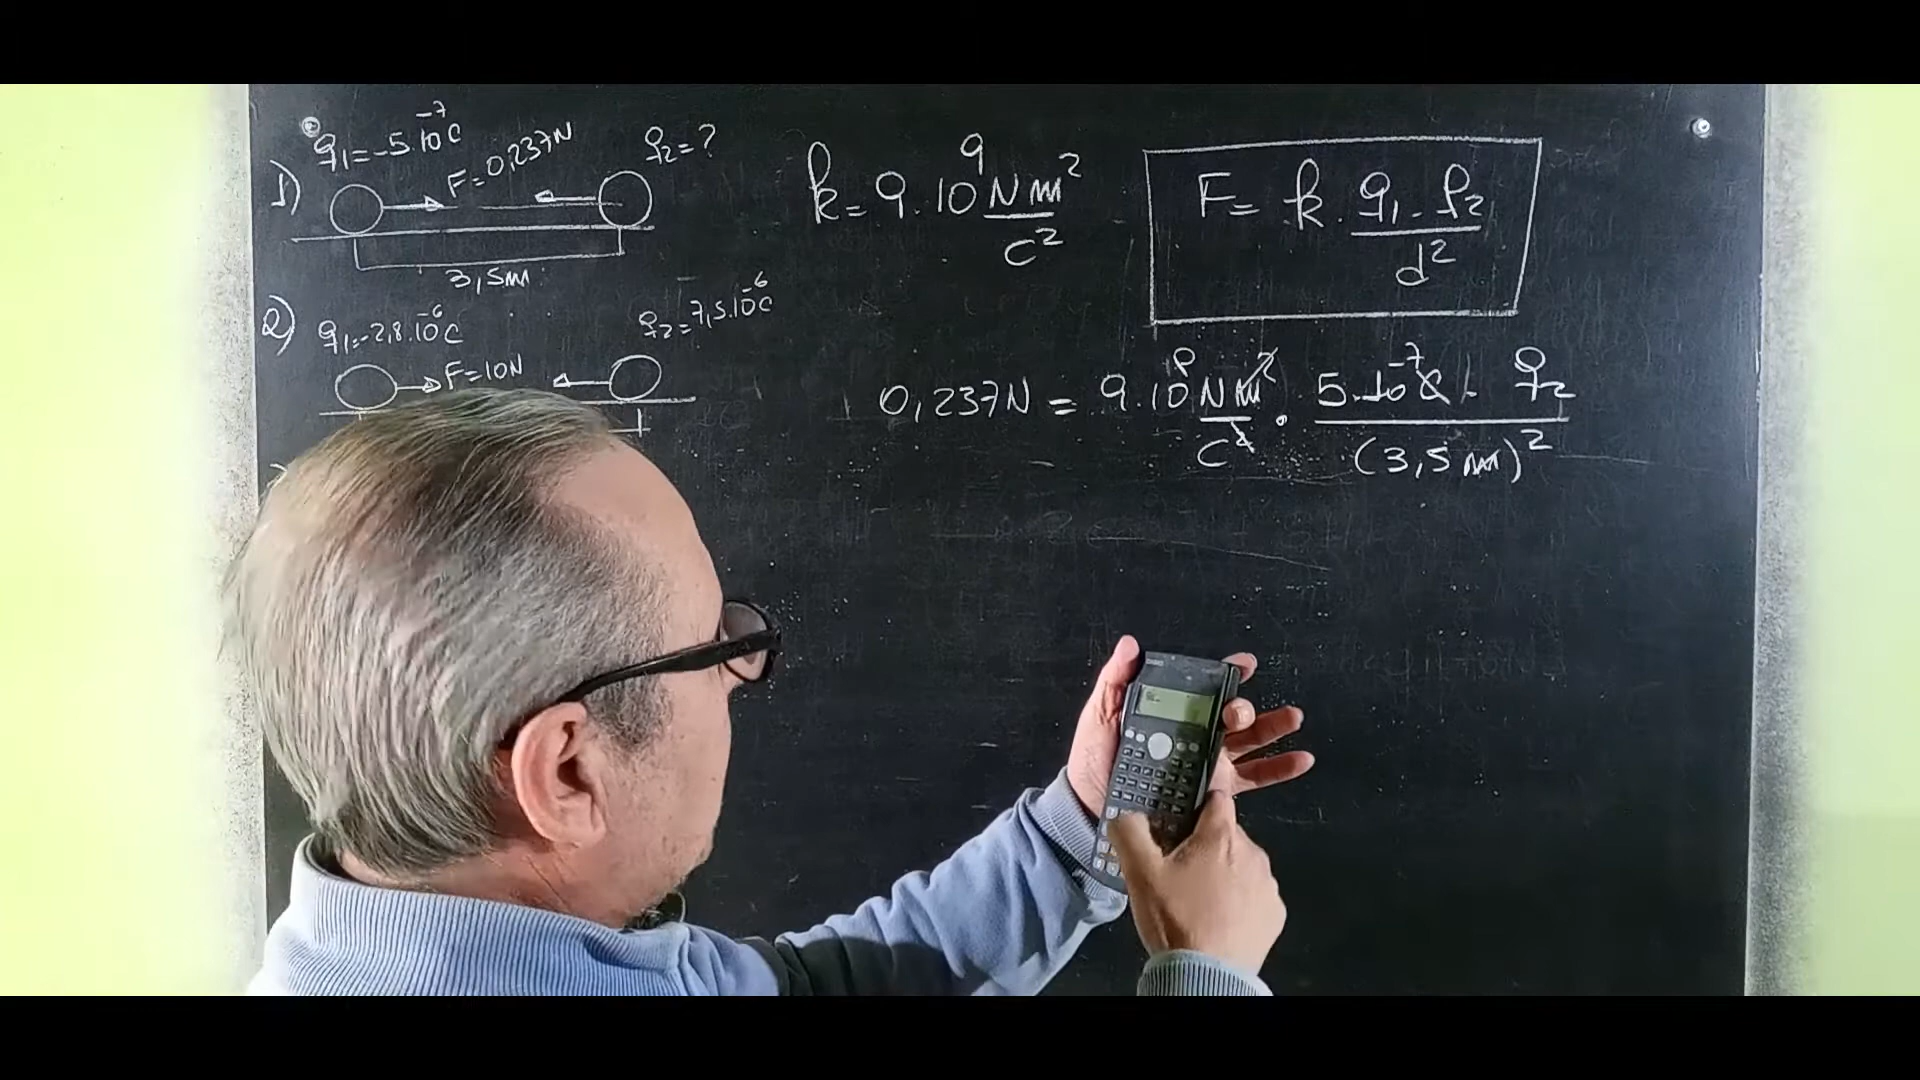 1) q₁=-5.10⁻⁷C F=0,237N q₂=?
3,5m
2) q₁=-2,8.10⁻⁶C F=10N q₂=7,5.10⁻⁶C
k=9.10⁹ Nm²/C²
F= k. q₁.q₂/d²
0,237N = 9.10⁹ Nm²/C² . 5.10⁻⁷C . q₂/(3,5m)²